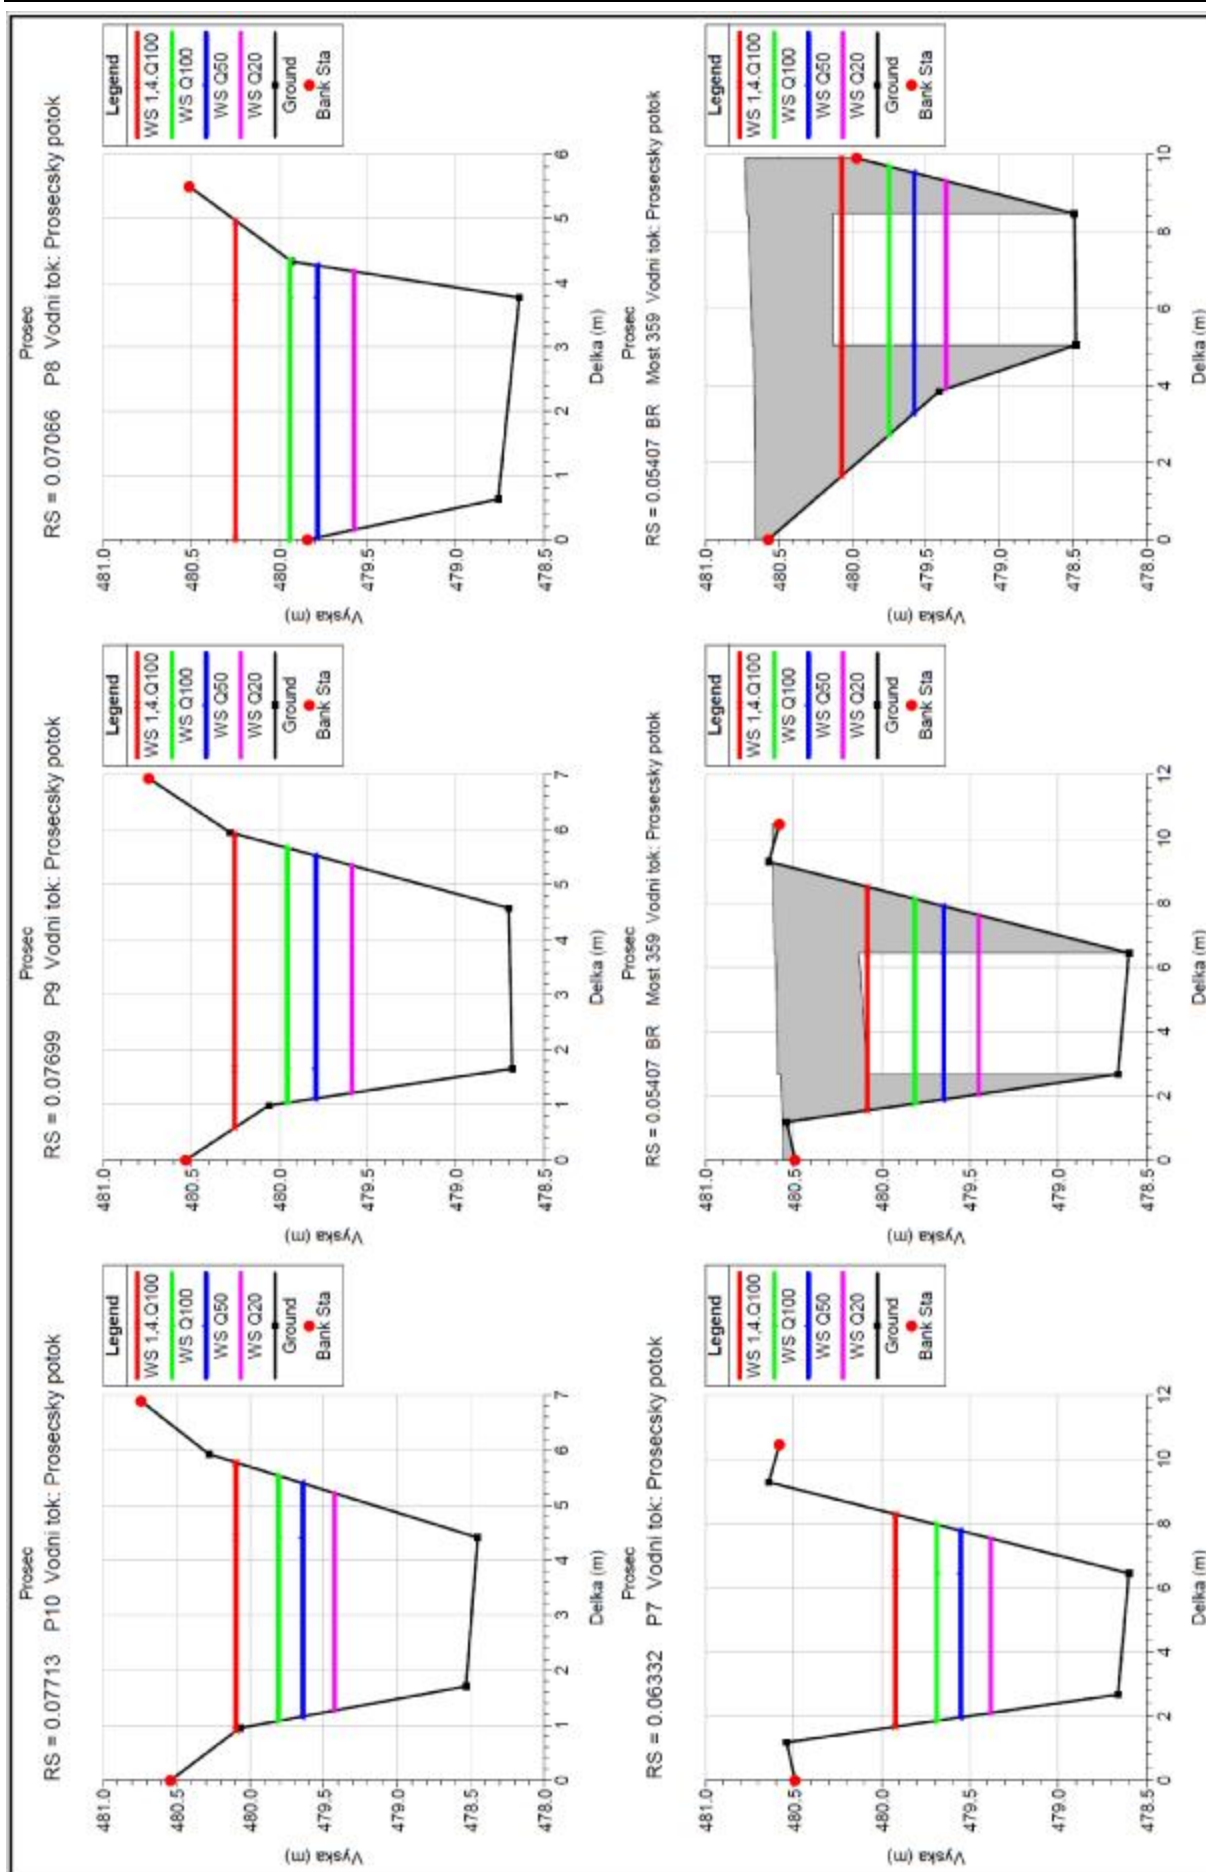 Prosec
RS = 0.07713 P10 Vodni tok: Prosecsky potok
Vyska (m)
481.0
480.5
480.0
479.5
479.0
478.5
478.0
0
1
2
3
4
5
6
7
Delka (m)
Legend
WS 1,4.Q100
WS Q100
WS Q50
WS Q20
Ground
Bank Sta
Prosec
RS = 0.07699 P9 Vodni tok: Prosecsky potok
Vyska (m)
481.0
480.5
480.0
479.5
479.0
478.5
0
1
2
3
4
5
6
7
Delka (m)
Legend
WS 1,4.Q100
WS Q100
WS Q50
WS Q20
Ground
Bank Sta
Prosec
RS = 0.07066 P8 Vodni tok: Prosecsky potok
Vyska (m)
481.0
480.5
480.0
479.5
479.0
478.5
0
1
2
3
4
5
6
Delka (m)
Legend
WS 1,4.Q100
WS Q100
WS Q50
WS Q20
Ground
Bank Sta
Prosec
RS = 0.06332 P7 Vodni tok: Prosecsky potok
Vyska (m)
481.0
480.5
480.0
479.5
479.0
478.5
0
2
4
6
8
10
12
Delka (m)
Legend
WS 1,4.Q100
WS Q100
WS Q50
WS Q20
Ground
Bank Sta
Prosec
RS = 0.05407 BR Most 359 Vodni tok: Prosecsky potok
Vyska (m)
481.0
480.5
480.0
479.5
479.0
478.5
0
2
4
6
8
10
12
Delka (m)
Legend
WS 1,4.Q100
WS Q100
WS Q50
WS Q20
Ground
Bank Sta
Prosec
RS = 0.05407 BR Most 359 Vodni tok: Prosecsky potok
Vyska (m)
481.0
480.5
480.0
479.5
479.0
478.5
478.0
0
2
4
6
8
10
Delka (m)
Legend
WS 1,4.Q100
WS Q100
WS Q50
WS Q20
Ground
Bank Sta